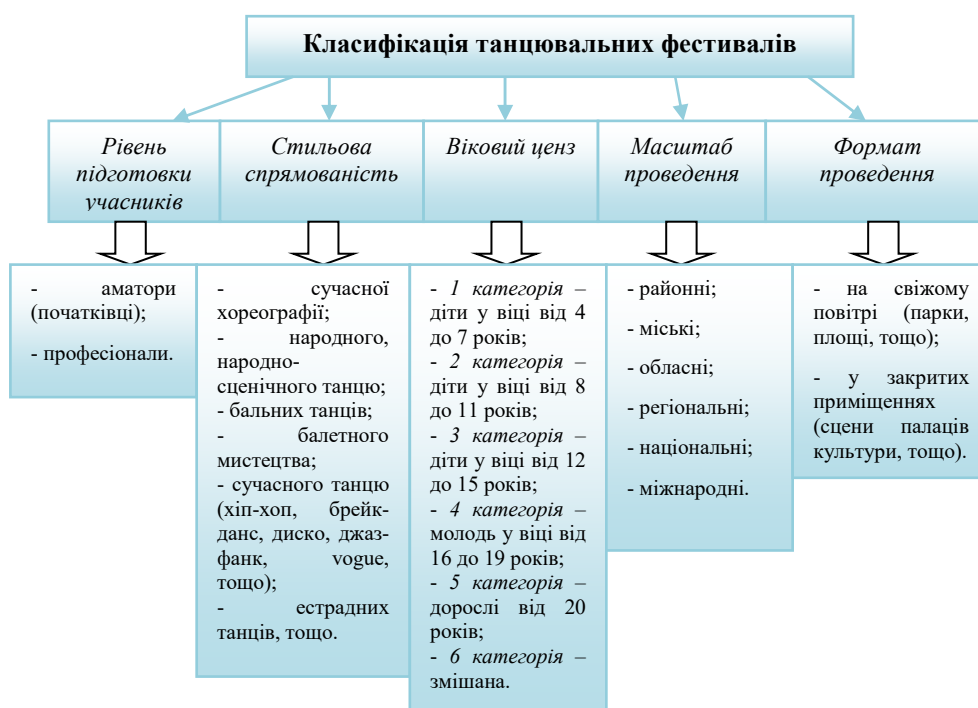 Класифікація танцювальних фестивалів
Рівень
підготовки
учасників
Стильова
спрямованість
Віковий ценз
Масштаб
проведення
Формат
проведення
- аматори
(початківці);
- професіонали.
- сучасної
хореографії;
- народного,
народно-
сценічного танцю;
- бальних танців;
- балетного
мистецтва;
- сучасного танцю
(хіп-хоп, брейк-
данс, диско, джаз-
фанк, vogue,
тощо);
- естрадних
танців, тощо.
- 1 категорія –
діти у віці від 4
до 7 років;
- 2 категорія –
діти у віці від 8
до 11 років;
- 3 категорія –
діти у віці від 12
до 15 років;
- 4 категорія –
молодь у віці від
16 до 19 років;
- 5 категорія –
дорослі від 20
років;
- 6 категорія –
змішана.
- районні;
- міські;
- обласні;
- регіональні;
- національні;
- міжнародні.
- на свіжому
повітрі (парки,
площі, тощо);
- у закритих
приміщеннях
(сцени палаців
культури, тощо).